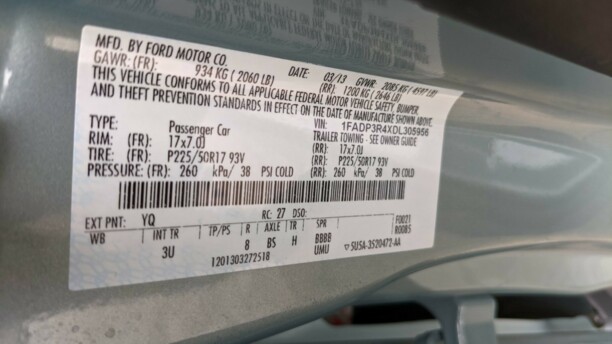 MFD. BY FORD MOTOR CO.
DATE: 03/13 GVWR: 2085 KG ( 4597 LB)
GAWR: (FR): 934 KG ( 2060 LB) (RR): 1200 KG ( 2646 LB)
THIS VEHICLE CONFORMS TO ALL APPLICABLE FEDERAL MOTOR VEHICLE SAFETY, BUMPER,
AND THEFT PREVENTION STANDARDS IN EFFECT ON THE DATE OF MANUFACTURE SHOWN ABOVE.
VIN: 1FADP3R4XDL305956
TYPE: Passenger Car TRAILER TOWING - SEE OWNER GUIDE
RIM: (FR): 17x7.0J (RR): 17x7.0J
TIRE: (FR): P225/50R17 93V (RR): P225/50R17 93V
PRESSURE: (FR): 260 kPa/ 38 PSI COLD (RR): 260 kPa/ 38 PSI COLD
EXT PNT: YQ RC: 27 DSO: F0021
WB INT TR TP/PS R AXLE TR SPR R0085
3U 8 BS H BBBB
UMU
1201303272518 SU5A-3520472-AA